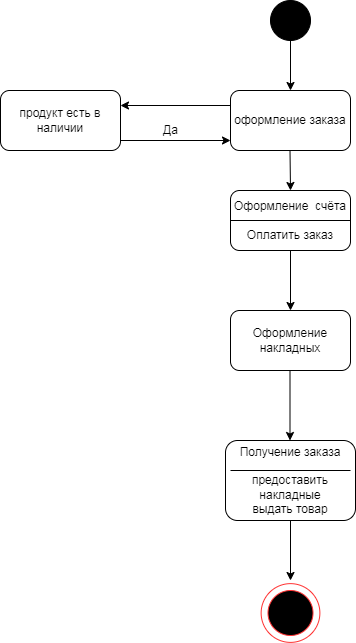 продукт есть в
наличии
Да
оформление заказа
Оформление счёта
Оплатить заказ
Оформление
накладных
Получение заказа
предоставить
накладные
выдать товар